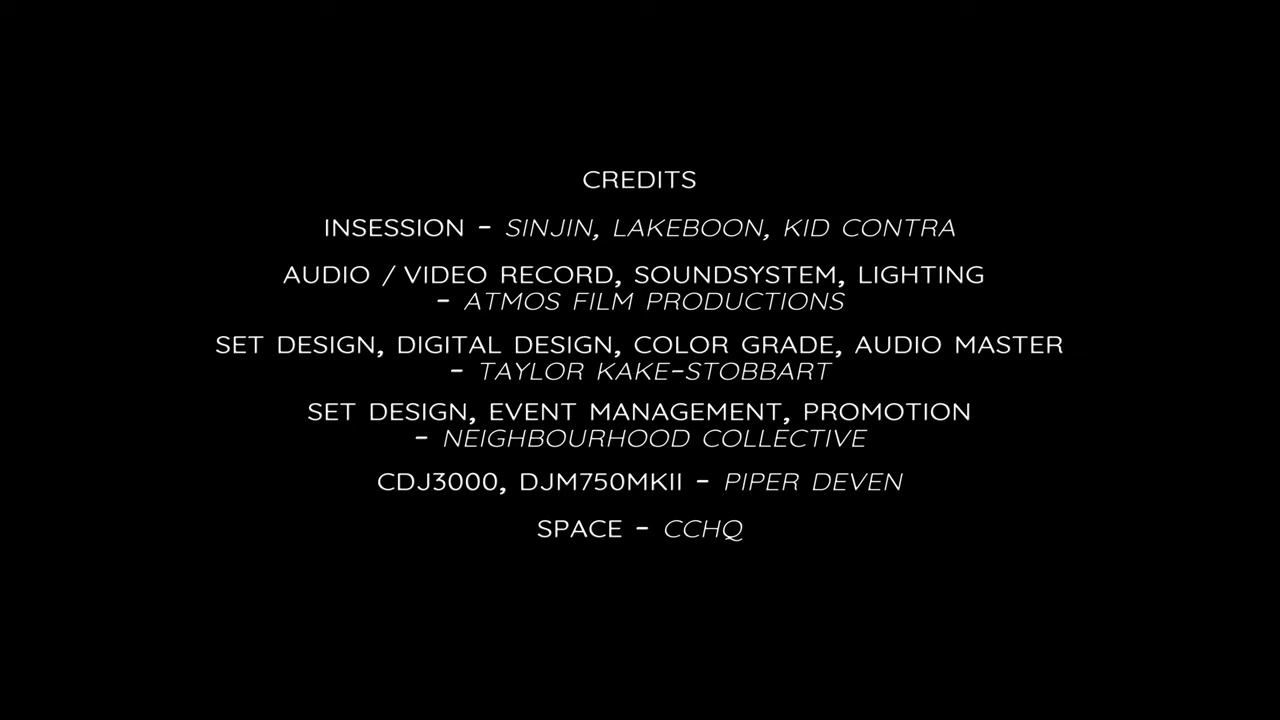 CREDITS
INSESSION - SINJIN, LAKEBOON, KID CONTRA
AUDIO / VIDEO RECORD, SOUNDSYSTEM, LIGHTING
- ATMOS FILM PRODUCTIONS
SET DESIGN, DIGITAL DESIGN, COLOR GRADE, AUDIO MASTER
- TAYLOR KAKE-STOBBART
SET DESIGN, EVENT MANAGEMENT, PROMOTION
- NEIGHBOURHOOD COLLECTIVE
CDJ3000, DJM750MKII - PIPER DEVEN
SPACE - CCHQ